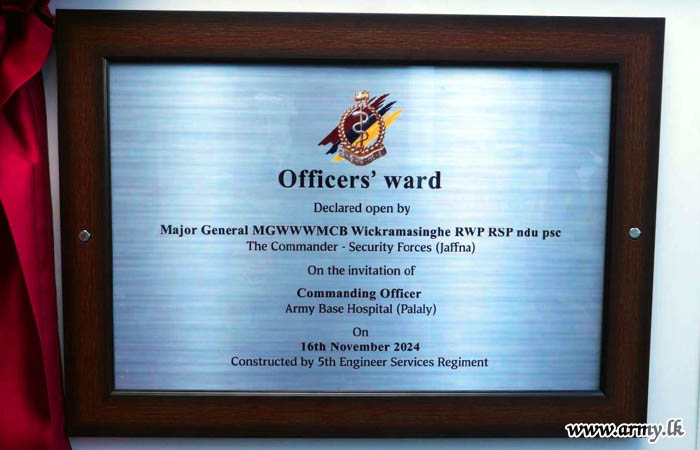 Officers' ward
Declared open by
Major General MGWWWMCB Wickramasinghe RWP RSP ndu psc
The Commander - Security Forces (Jaffna)
On the invitation of
Commanding Officer
Army Base Hospital (Palaly)
On
16th November 2024
Constructed by 5th Engineer Services Regiment
www.army.lk